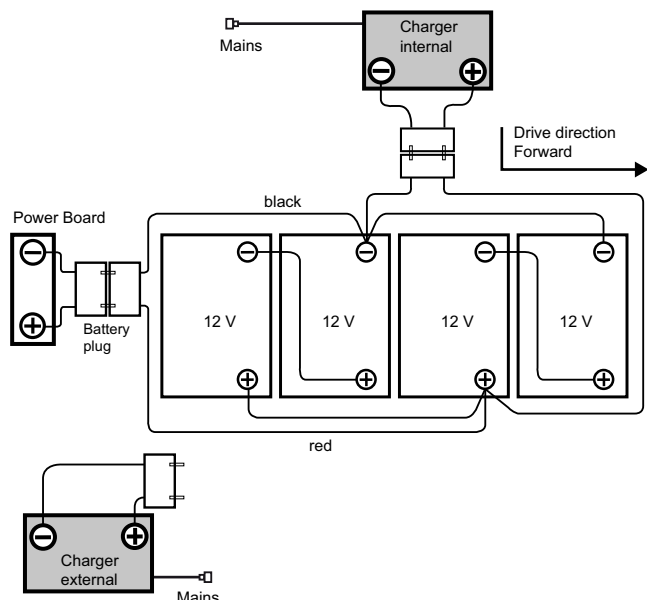 Charger
internal
Mains
Drive direction
Forward
black
Power Board
12 V
12 V
12 V
12 V
Battery
plug
red
Charger
external
Mains